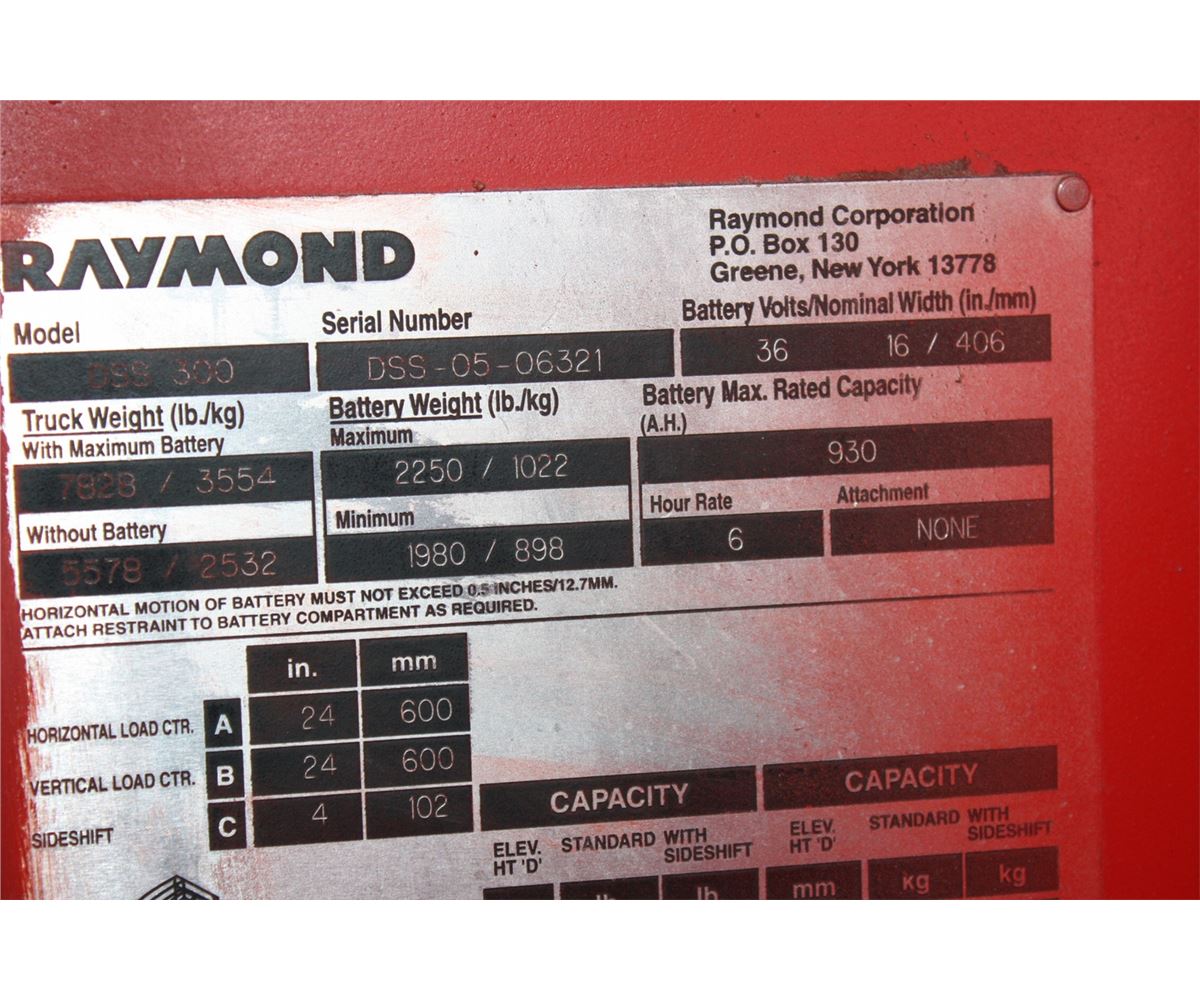 RAYMOND
Raymond Corporation
P.O. Box 130
Greene, New York 13778
Model
Serial Number
Battery Volts/Nominal Width (in./mm)
DSS 300
DSS-05-06321
36 16 / 406
Truck Weight (lb./kg)
With Maximum Battery
Battery Weight (lb./kg)
Maximum
Battery Max. Rated Capacity
(A.H.)
7828 / 3554
2250 / 1022
930
Without Battery
Minimum
Hour Rate
Attachment
5578 / 2532
1980 / 898
6
NONE
HORIZONTAL MOTION OF BATTERY MUST NOT EXCEED 0.5 INCHES/12.7MM.
ATTACH RESTRAINT TO BATTERY COMPARTMENT AS REQUIRED.
in. mm
HORIZONTAL LOAD CTR. A 24 600
VERTICAL LOAD CTR. B 24 600
SIDESHIFT C 4 102
CAPACITY CAPACITY
ELEV. HT 'D' STANDARD WITH SIDESHIFT ELEV. HT 'D' STANDARD WITH SIDESHIFT
lb lb mm kg kg